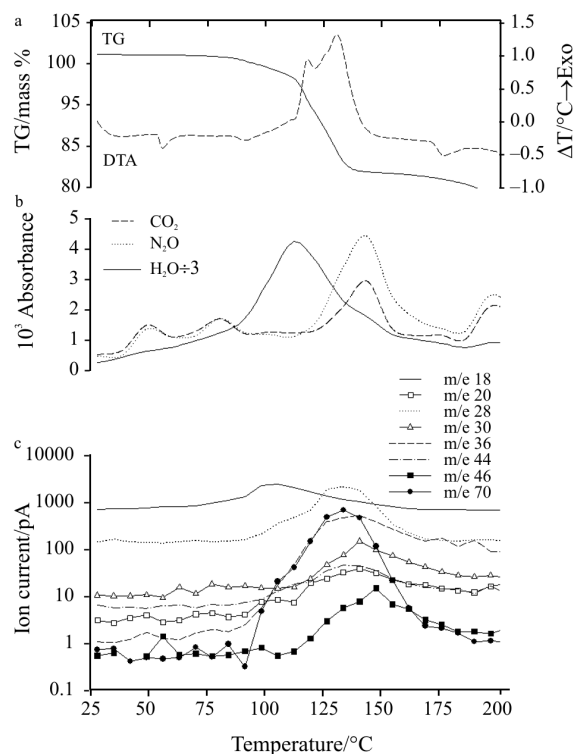 a
TG/mass %
105
100
95
90
85
80
TG
DTA
1.5
1.0
0.5
0.0
−0.5
−1.0
ΔT/°C→Exo
b
10³ Absorbance
5
4
3
2
1
0
CO₂
N₂O
H₂O÷3
m/e 18
m/e 20
m/e 28
m/e 30
m/e 36
m/e 44
m/e 46
m/e 70
c
Ion current/pA
10000
1000
100
10
1
0.1
25 50 75 100 125 150 175 200
Temperature/°C